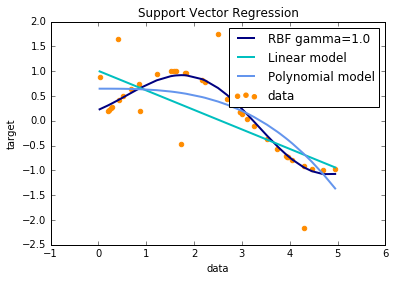 Support Vector Regression
RBF gamma=1.0
Linear model
Polynomial model
data
target
2.0
1.5
1.0
0.5
0.0
−0.5
−1.0
−1.5
−2.0
−2.5
−1 0 1 2 3 4 5 6
data